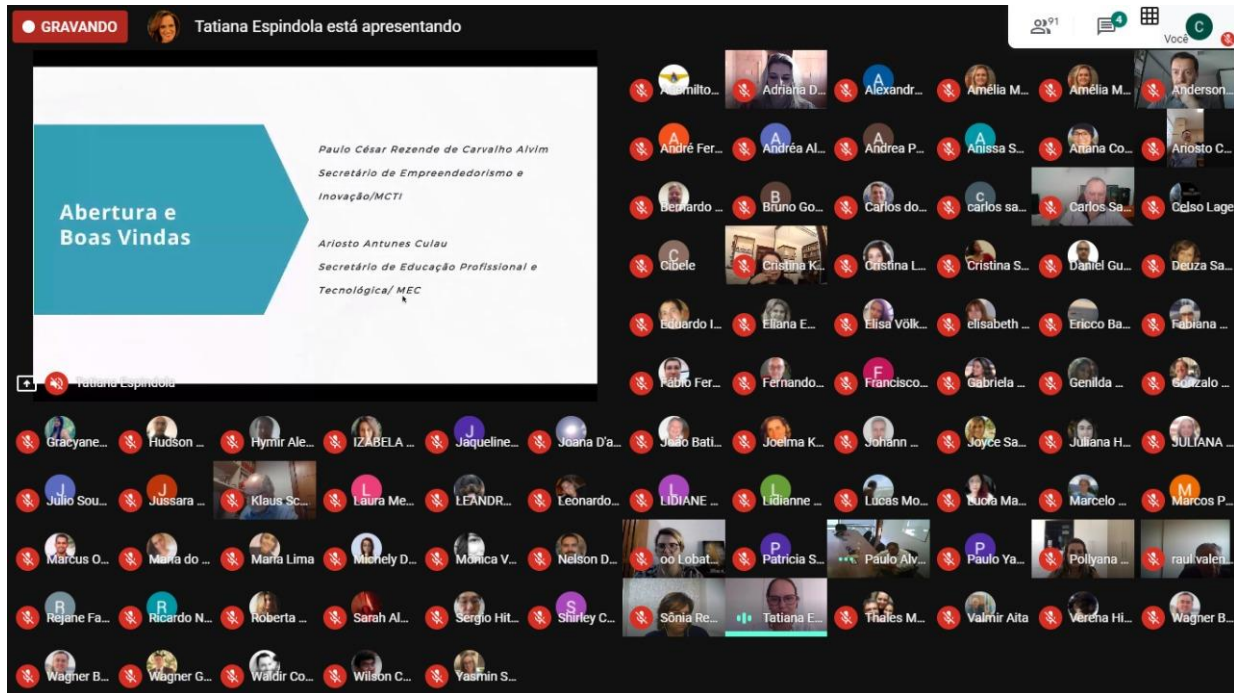 GRAVANDO
Tatiana Espindola está apresentando
91
4
Você
C
Abertura e
Boas Vindas
Paulo César Rezende de Carvalho Alvim
Secretário de Empreendedorismo e
Inovação/MCTI
Ariosto Antunes Culau
Secretário de Educação Profissional e
Tecnológica/ MEC
Tatiana Espindola
Adriana D...
A
Alexandr...
Amélia M...
Amélia M...
Anderson...
A
André Fer...
A
Andréa Al...
A
Andrea P...
A
Anissa S...
Ariana Co...
Ariosto C...
Bernardo ...
B
Bruno Go...
Carlos do...
c
carlos sa...
Carlos Sa...
Celso Lage
C
Cibele
Cristina K...
Cristina L...
Cristina S...
Daniel Gu...
Deuza Sa...
Eduardo I...
Eliana E...
Elisa Völk...
elisabeth ...
Ericco Ba...
Fabiana ...
Fábio Fer...
Fernando...
F
Francisco...
Gabriela ...
Genilda ...
Gonzalo ...
Gracyane...
Hudson ...
Hymir Ale...
IZABELA ...
J
Jaqueline...
Joana D'a...
João Bati...
Joelma K...
Johann ...
Joyce Sa...
Juliana H...
JULIANA ...
J
Julio Sou...
J
Jussara ...
Klaus Sc...
L
Laura Me...
LEANDR...
Leonardo...
L
LIDIANE ...
L
Lidianne ...
Lucas Mo...
Lucia Ma...
Marcelo ...
M
Marcos P...
Marcus O...
Maria do ...
Maria Lima
Michely D...
Mônica V...
Nelson D...
oo Lobat...
P
Patricia S...
Paulo Alv...
P
Paulo Ya...
Pollyana ...
raul valen...
R
Rejane Fa...
R
Ricardo N...
Roberta ...
Sarah Al...
Sergio Hit...
S
Shirley C...
Sônia Re...
Tatiana E...
Thales M...
Valmir Aita
Verena Hi...
Wagner B...
Wagner B...
Wagner G...
Waldir Co...
Wilson C...
Yasmin S...